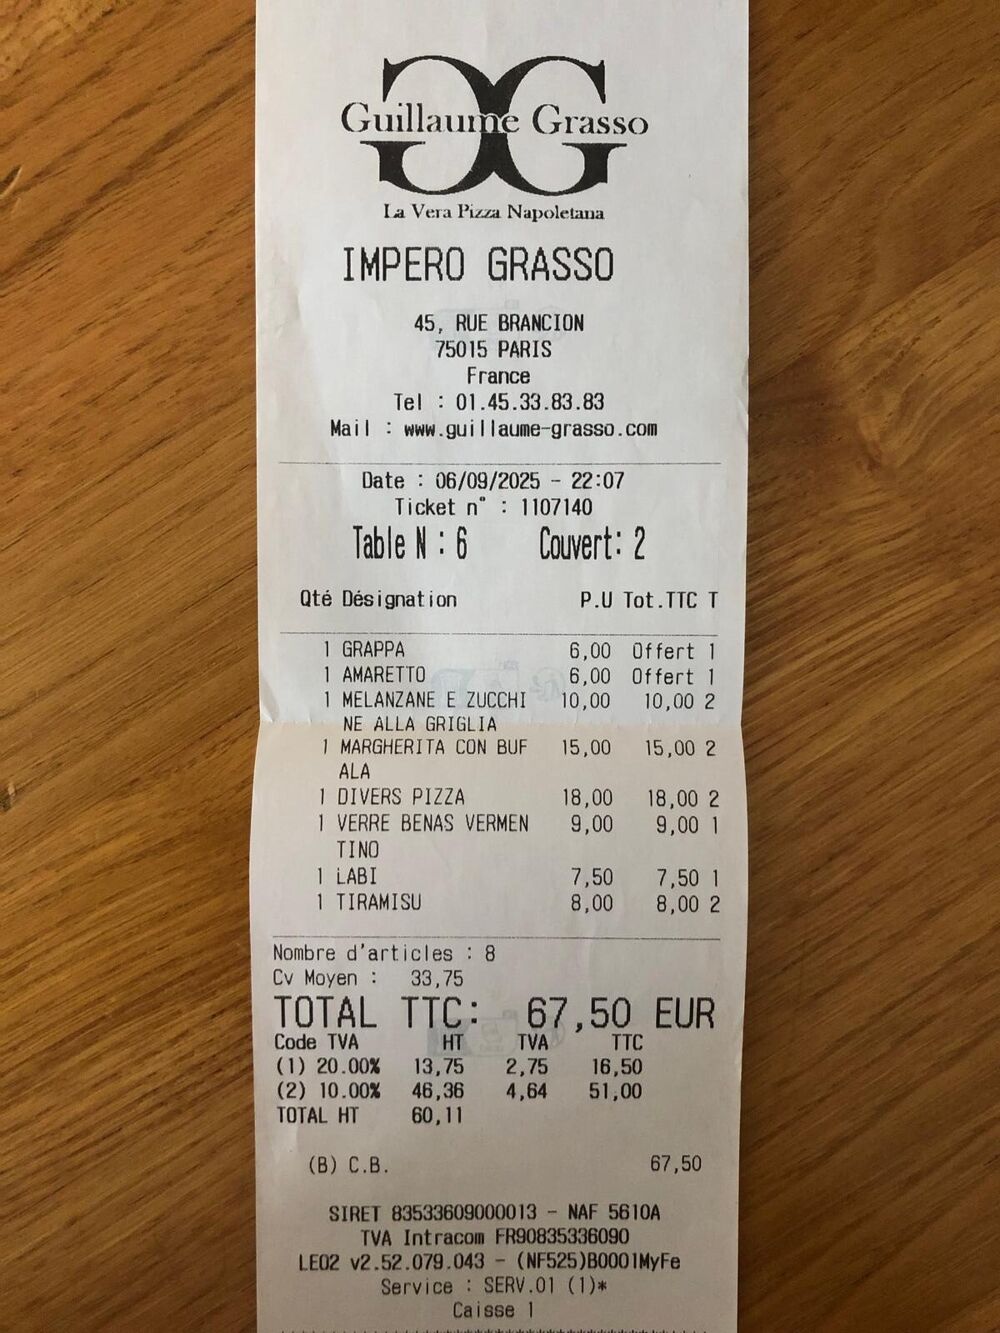 Guillaume Grasso
La Vera Pizza Napoletana
IMPERO GRASSO
45, RUE BRANCION
75015 PARIS
France
Tel : 01.45.33.83.83
Mail : www.guillaume-grasso.com
Date : 06/09/2025 - 22:07
Ticket n° : 1107140
Table N : 6 Couvert: 2
Qté Désignation P.U Tot.TTC T
1 GRAPPA 6,00 Offert 1
1 AMARETTO 6,00 Offert 1
1 MELANZANE E ZUCCHI 10,00 10,00 2
NE ALLA GRIGLIA
1 MARGHERITA CON BUF 15,00 15,00 2
ALA
1 DIVERS PIZZA 18,00 18,00 2
1 VERRE BENAS VERMEN 9,00 9,00 1
TINO
1 LABI 7,50 7,50 1
1 TIRAMISU 8,00 8,00 2
Nombre d'articles : 8
Cv Moyen : 33,75
TOTAL TTC: 67,50 EUR
Code TVA HT TVA TTC
(1) 20.00% 13,75 2,75 16,50
(2) 10.00% 46,36 4,64 51,00
TOTAL HT 60,11
(B) C.B. 67,50
SIRET 83533609000013 - NAF 5610A
TVA Intracom FR90835336090
LEO2 v2.52.079.043 - (NF525)B0001MyFe
Service : SERV.01 (1)*
Caisse 1